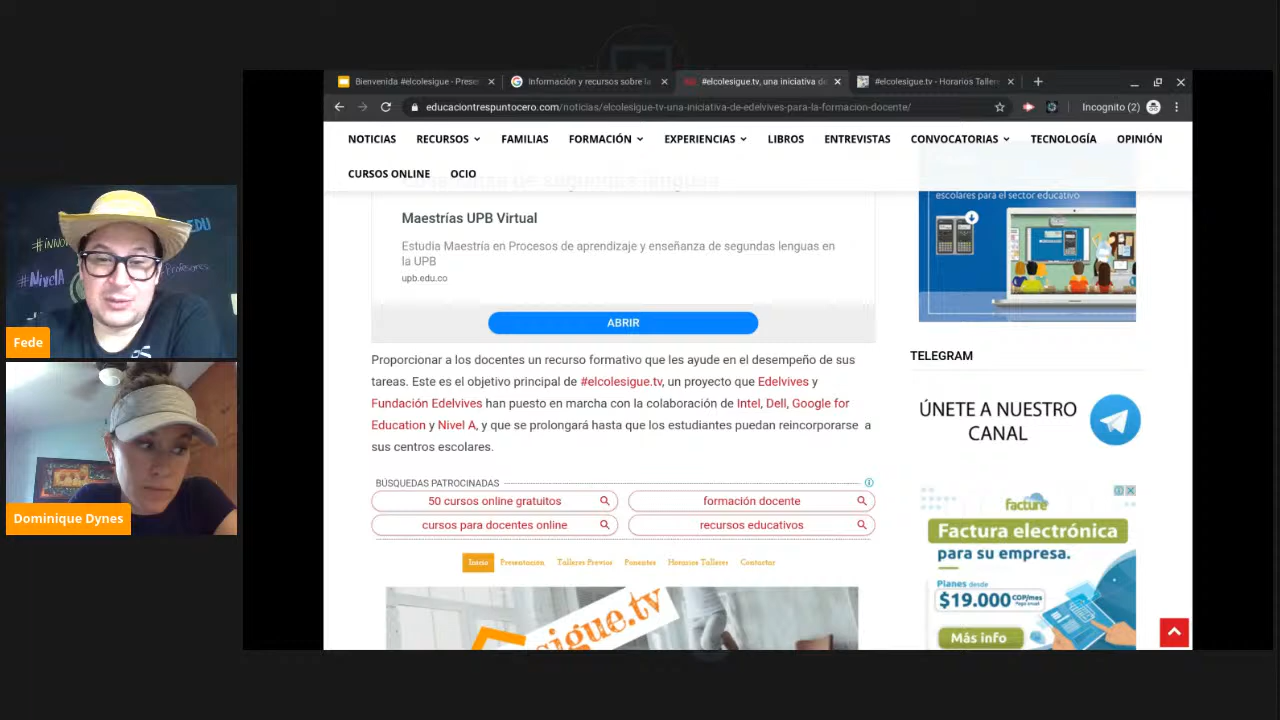 Bienvenida #elcolesigue - Prese
Información y recursos sobre la
#elcolesigue.tv, una iniciativa de
#elcolesigue.tv - Horarios Taller
educaciontrespuntocero.com/noticias/elcolesigue-tv-una-iniciativa-de-edelvives-para-la-formacion-docente/
Incognito (2)
NOTICIAS RECURSOS FAMILIAS FORMACIÓN EXPERIENCIAS LIBROS ENTREVISTAS CONVOCATORIAS TECNOLOGÍA OPINIÓN
CURSOS ONLINE OCIO
Maestrías UPB Virtual
Estudia Maestría en Procesos de aprendizaje y enseñanza de segundas lenguas en
la UPB
upb.edu.co
ABRIR
Proporcionar a los docentes un recurso formativo que les ayude en el desempeño de sus
tareas. Este es el objetivo principal de #elcolesigue.tv, un proyecto que Edelvives y
Fundación Edelvives han puesto en marcha con la colaboración de Intel, Dell, Google for
Education y Nivel A, y que se prolongará hasta que los estudiantes puedan reincorporarse a
sus centros escolares.
BÚSQUEDAS PATROCINADAS
50 cursos online gratuitos
formación docente
cursos para docentes online
recursos educativos
Inicio Presentación Talleres Previos Ponentes Horarios Talleres Contactar
sigue.tv
escolares para el sector educativo
TELEGRAM
ÚNETE A NUESTRO
CANAL
facture
Factura electrónica
para su empresa.
Planes desde
$19.000 COP/mes
Más info
EDU
#NivelA
Profesores
Fede
Dominique Dynes